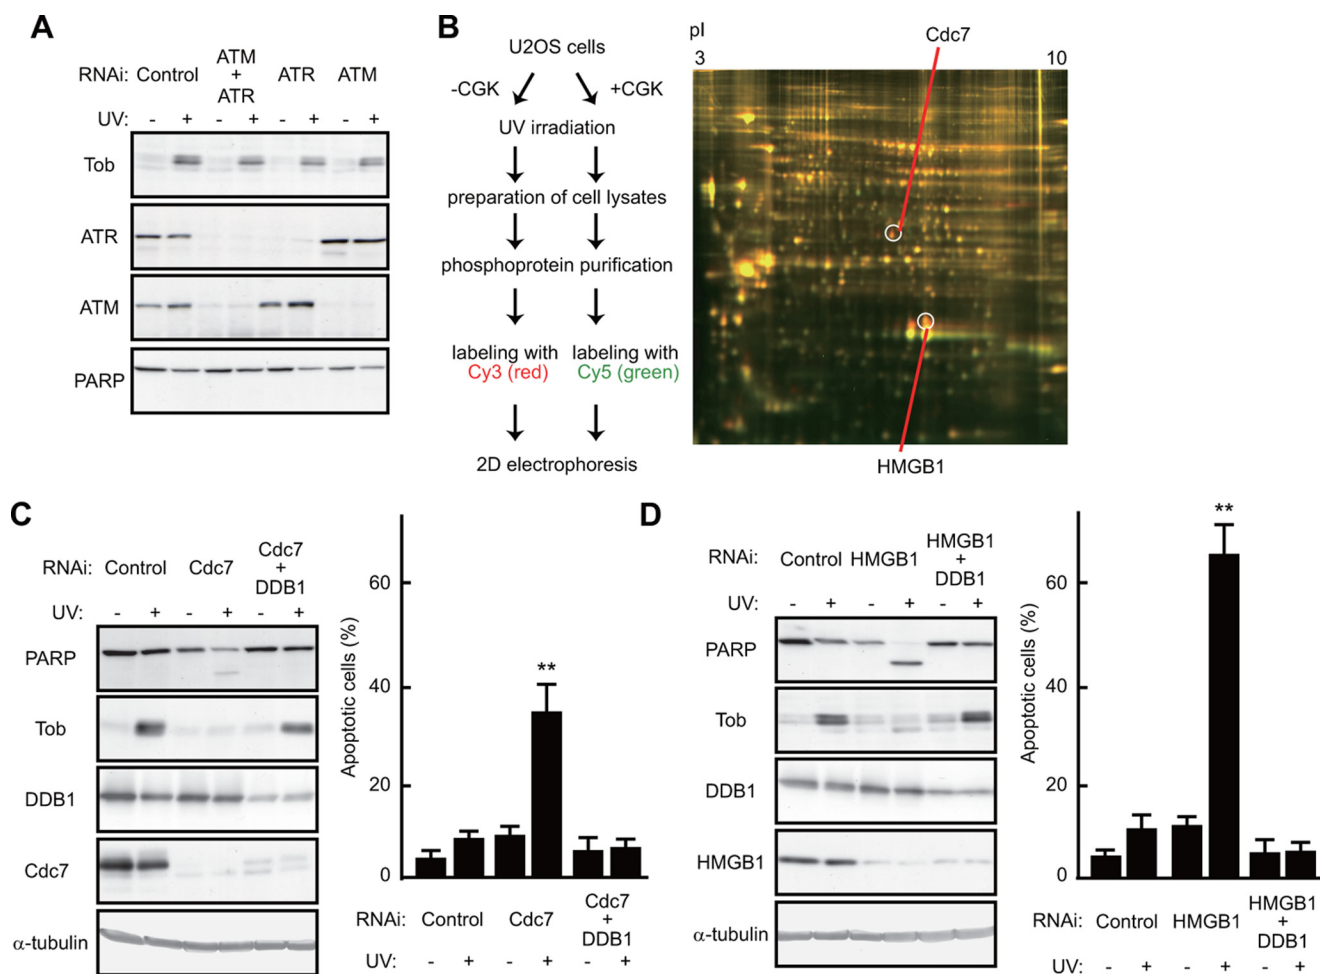 A
RNAi: Control ATM + ATR ATR ATM
UV: - + - + - + - +
Tob
ATR
ATM
PARP
B
U2OS cells
-CGK +CGK
UV irradiation
preparation of cell lysates
phosphoprotein purification
labeling with Cy3 (red)
labeling with Cy5 (green)
2D electrophoresis
pI
3 10
Cdc7
HMGB1
C
RNAi: Control Cdc7 Cdc7 + DDB1
UV: - + - + - +
PARP
Tob
DDB1
Cdc7
α-tubulin
Apoptotic cells (%)
60
40
20
0
**
RNAi: Control Cdc7 Cdc7 + DDB1
UV: - + - + - +
D
RNAi: Control HMGB1 HMGB1 + DDB1
UV: - + - + - +
PARP
Tob
DDB1
HMGB1
α-tubulin
Apoptotic cells (%)
60
40
20
0
**
RNAi: Control HMGB1 HMGB1 + DDB1
UV: - + - + - +